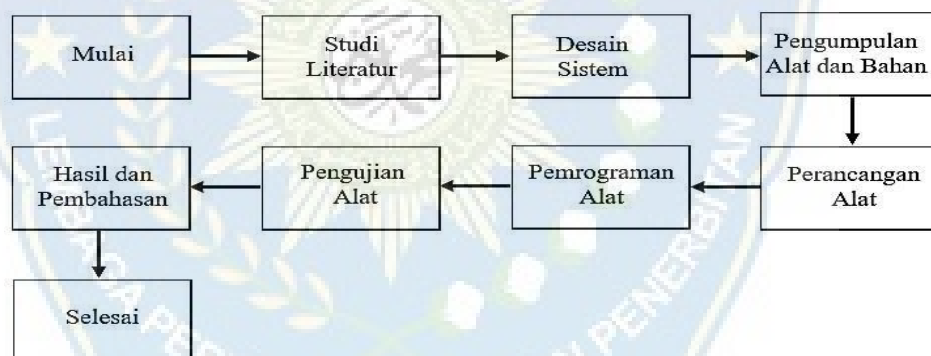 Mulai
Studi
Literatur
Desain
Sistem
Pengumpulan
Alat dan Bahan
Perancangan
Alat
Pemrograman
Alat
Pengujian
Alat
Hasil dan
Pembahasan
Selesai
PENERBITAN